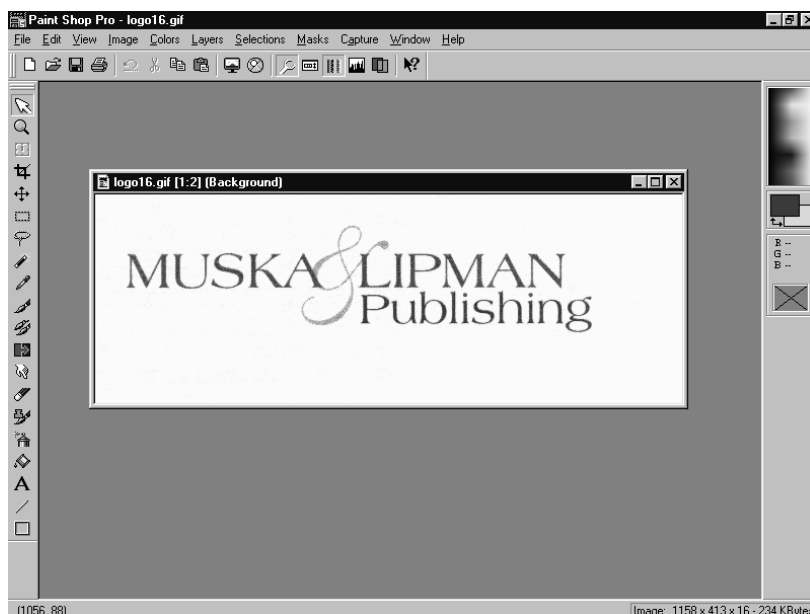 Paint Shop Pro - logo16.gif
File Edit View Image Colors Layers Selections Masks Capture Window Help
logo16.gif [1:2] (Background)
MUSKA & LIPMAN
Publishing
R --
G --
B --
A
(1056, 88)
Image: 1158 x 413 x 16 - 234 KBytes